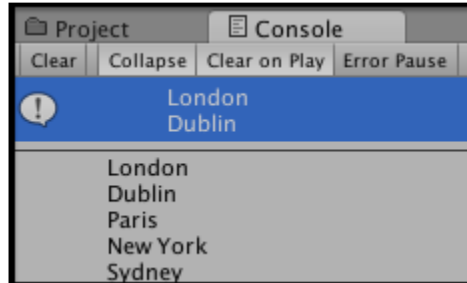 Project Console
Clear Collapse Clear on Play Error Pause
London
Dublin
London
Dublin
Paris
New York
Sydney